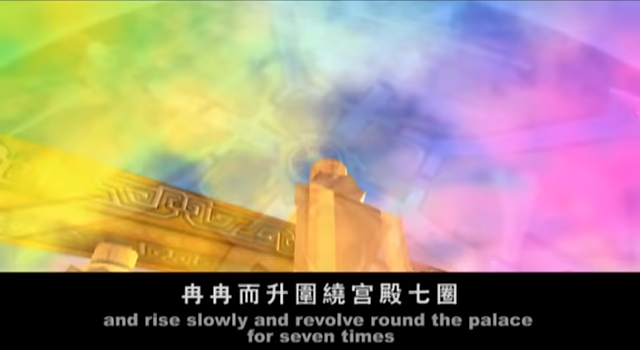 冉冉而升圍繞宮殿七圈
and rise slowly and revolve round the palace
for seven times